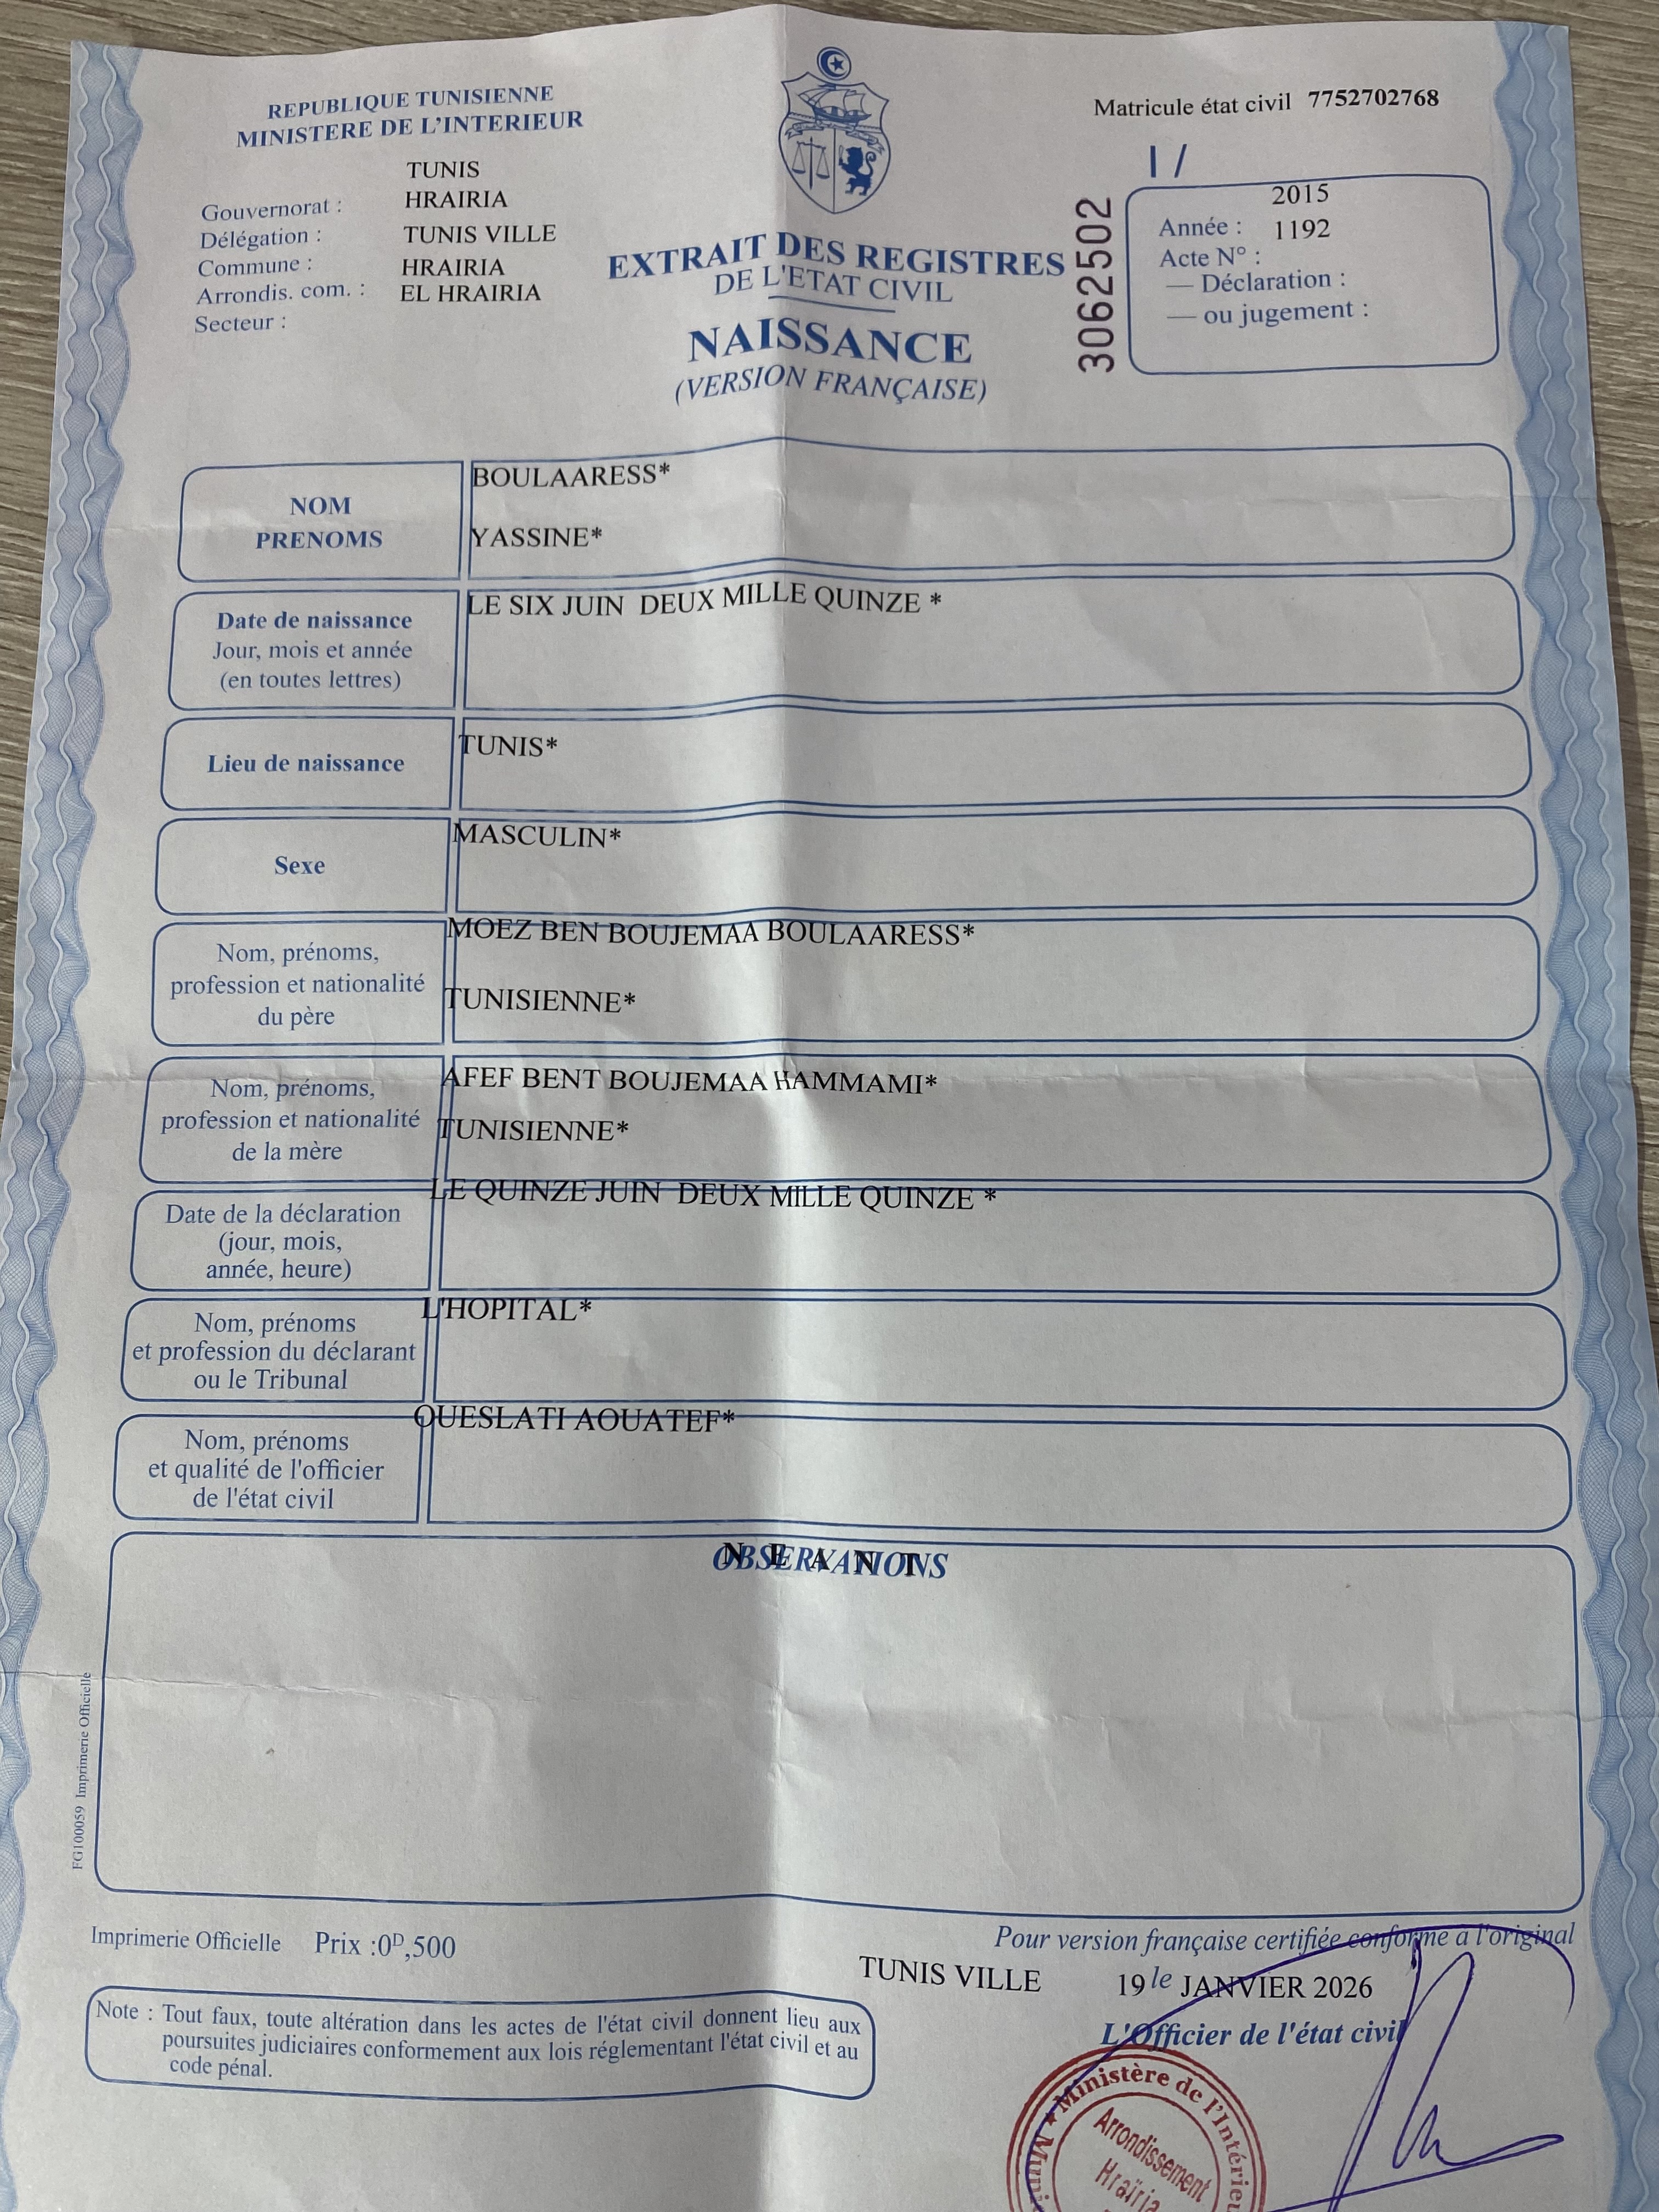 REPUBLIQUE TUNISIENNE
MINISTERE DE L'INTERIEUR
Matricule état civil 7752702768
TUNIS
Gouvernorat : HRAIRIA
Délégation : TUNIS VILLE
Commune : HRAIRIA
Arrondis. com. : EL HRAIRIA
Secteur :
EXTRAIT DES REGISTRES
DE L'ETAT CIVIL
NAISSANCE
(VERSION FRANÇAISE)
30625502
I /
2015
Année : 1192
Acte N° :
— Déclaration :
— ou jugement :
NOM
PRENOMS
BOULAARESS*
YASSINE*
Date de naissance
Jour, mois et année
(en toutes lettres)
LE SIX JUIN DEUX MILLE QUINZE *
Lieu de naissance
TUNIS*
Sexe
MASCULIN*
Nom, prénoms,
profession et nationalité
du père
MOEZ BEN BOUJEMAA BOULAARESS*
TUNISIENNE*
Nom, prénoms,
profession et nationalité
de la mère
AFEF BENT BOUJEMAA HAMMAMI*
TUNISIENNE*
Date de la déclaration
(jour, mois,
année, heure)
LE QUINZE JUIN DEUX MILLE QUINZE *
Nom, prénoms
et profession du déclarant
ou le Tribunal
L'HOPITAL*
Nom, prénoms
et qualité de l'officier
de l'état civil
OUESLATI AOUATEF*
OBSERVATIONS
N E A N T
FG100059 Imprimerie Officielle
Imprimerie Officielle Prix :0D,500
Pour version française certifiée conforme à l'original
TUNIS VILLE 19 le JANVIER 2026
L'Officier de l'état civil
Note : Tout faux, toute altération dans les actes de l'état civil donnent lieu aux
poursuites judiciaires conformement aux lois réglementant l'état civil et au
code pénal.
Ministère de l'Intérieu
Arrondissement
Hraïria